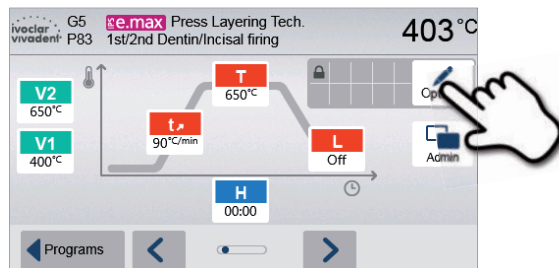 ivoclar vivadent G5 P83
e.max Press Layering Tech.
1st/2nd Dentin/Incisal firing
403°C
V2
650°C
V1
400°C
t↗
90°C/min
T
650°C
L
Off
H
00:00
Admin
Programs